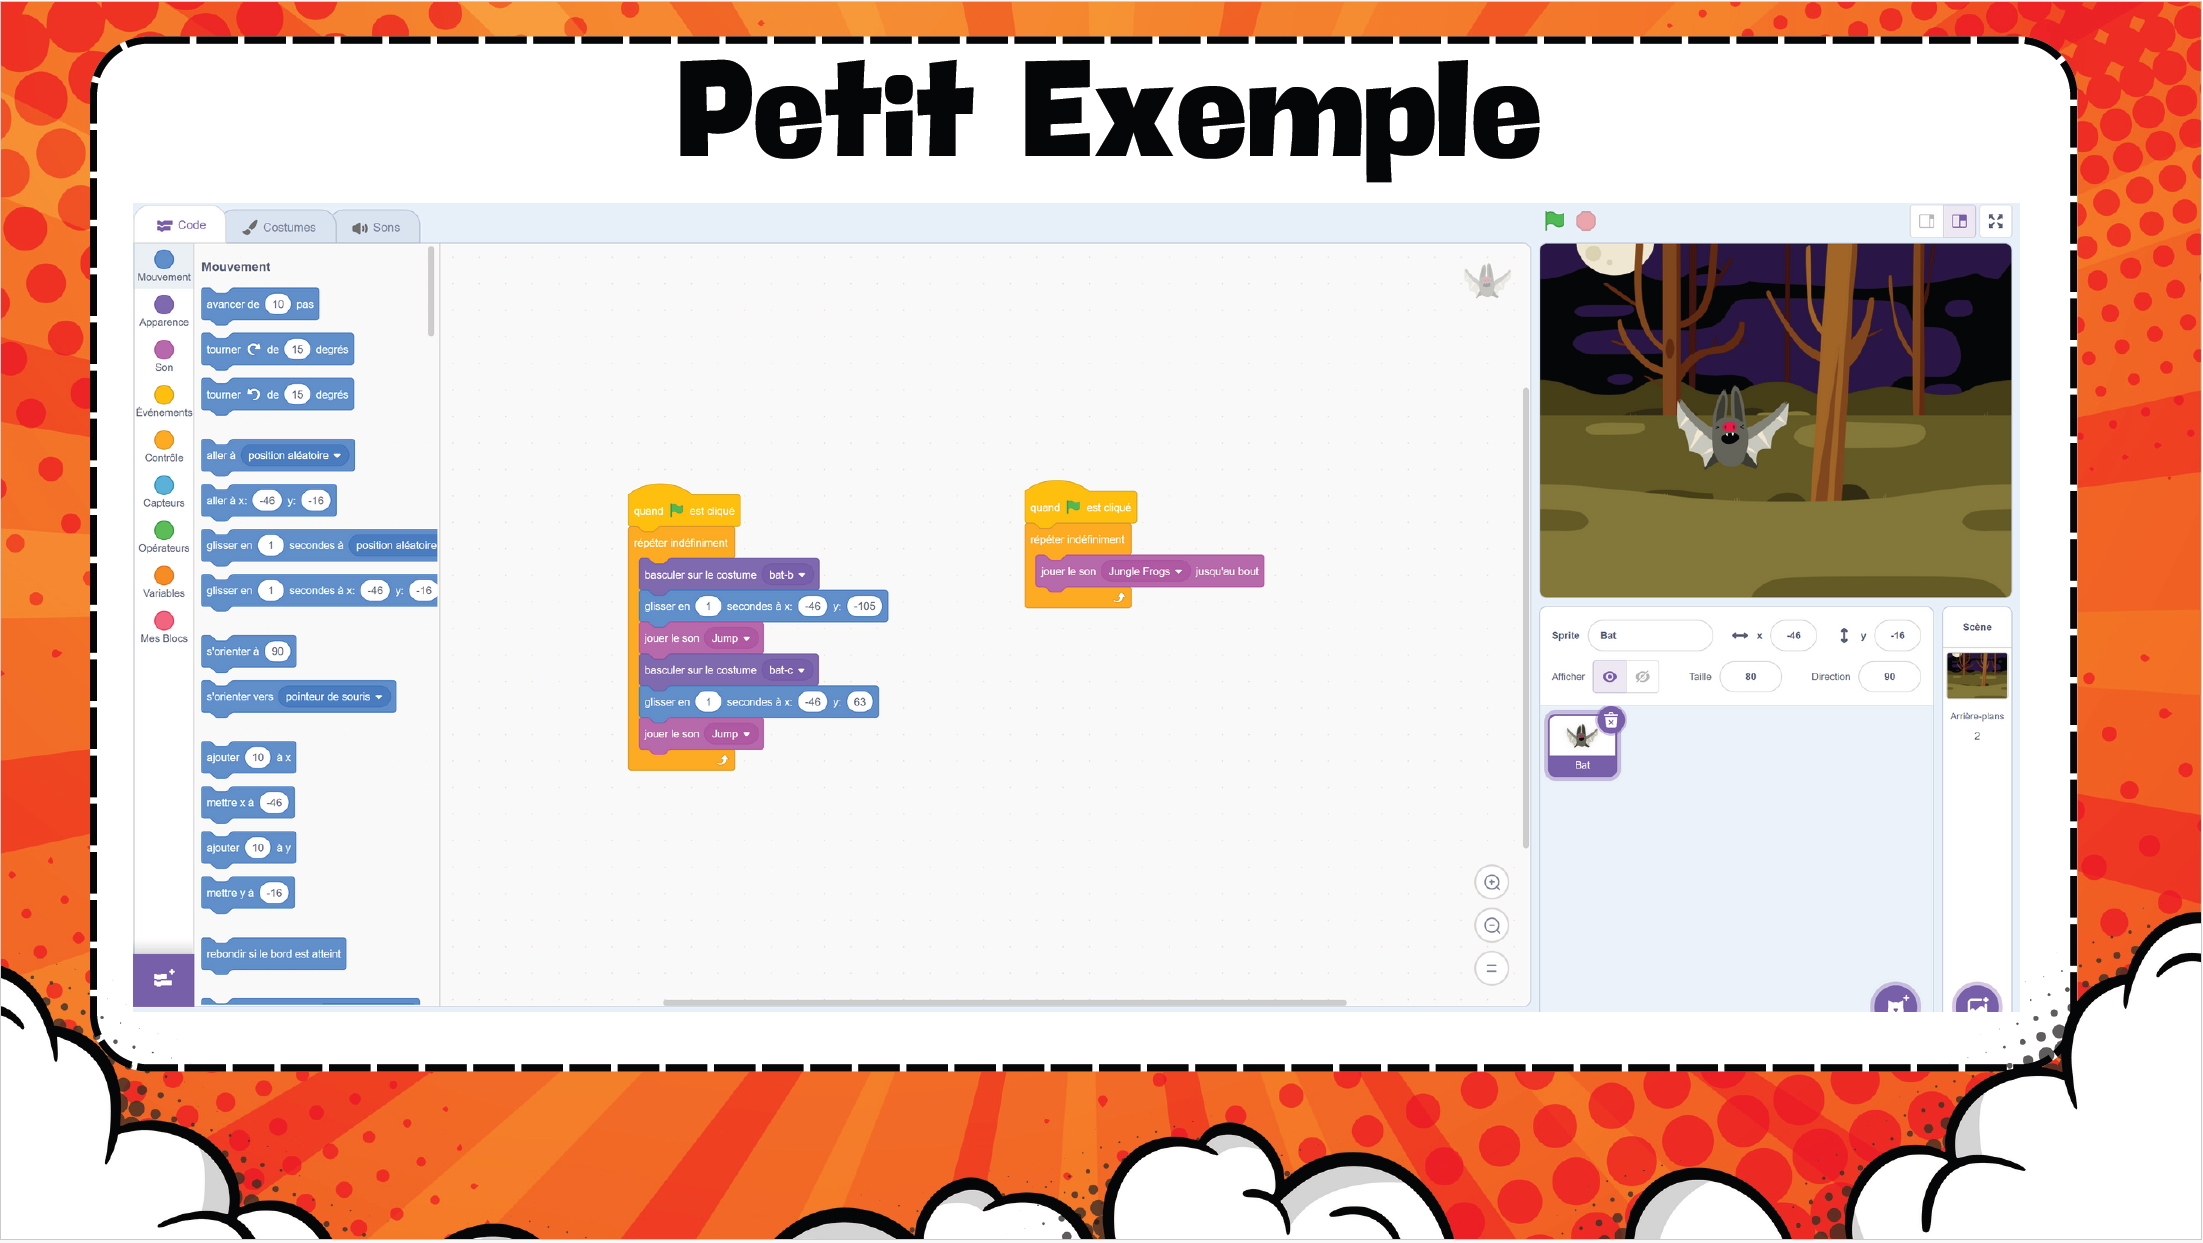 Petit Exemple
Code
Costumes
Sons
Mouvement
Apparence
Son
Événements
Contrôle
Capteurs
Opérateurs
Variables
Mes Blocs
Mouvement
avancer de 10 pas
tourner de 15 degrés
tourner de 15 degrés
aller à position aléatoire
aller à x: -46 y: -16
glisser en 1 secondes à position aléatoire
glisser en 1 secondes à x: -46 y: -16
s'orienter à 90
s'orienter vers pointeur de souris
ajouter 10 à x
mettre x à -46
ajouter 10 à y
mettre y à -16
rebondir si le bord est atteint
quand est cliqué
répéter indéfiniment
basculer sur le costume bat-b
glisser en 1 secondes à x: -46 y: -105
jouer le son Jump
basculer sur le costume bat-c
glisser en 1 secondes à x: -46 y: 63
jouer le son Jump
quand est cliqué
répéter indéfiniment
jouer le son Jungle Frogs jusqu'au bout
Sprite Bat x -46 y -16
Afficher Taille 80 Direction 90
Bat
Scène
Arrière-plans
2